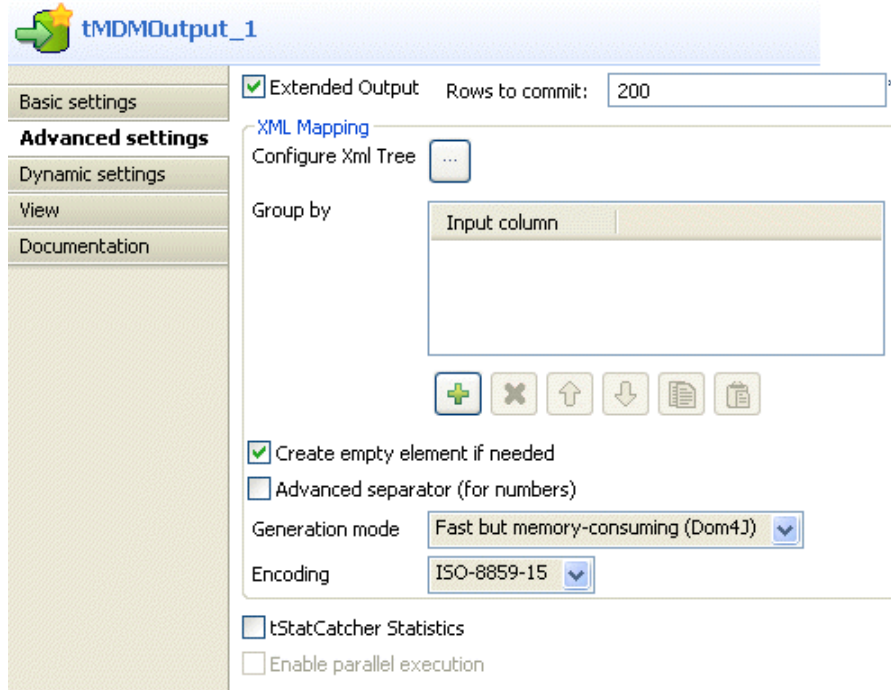 tMDMOutput_1
Basic settings
Advanced settings
Dynamic settings
View
Documentation
Extended Output Rows to commit: 200
XML Mapping
Configure Xml Tree ...
Group by
Input column
Create empty element if needed
Advanced separator (for numbers)
Generation mode Fast but memory-consuming (Dom4J)
Encoding ISO-8859-15
tStatCatcher Statistics
Enable parallel execution